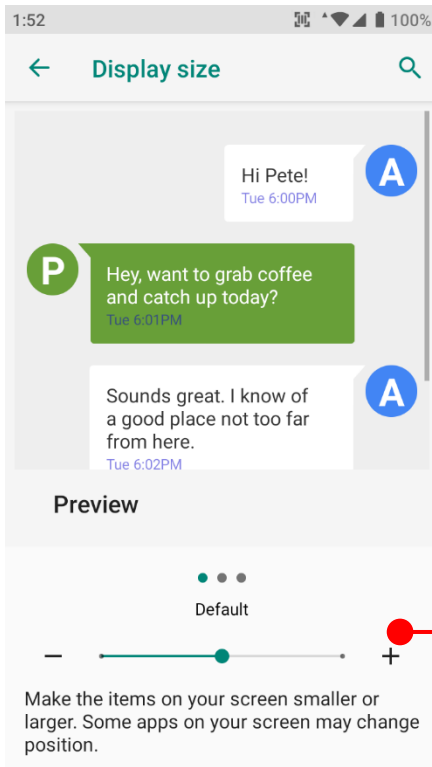 1:52
100%
Display size
Hi Pete!
Tue 6:00PM
A
P
Hey, want to grab coffee
and catch up today?
Tue 6:01PM
Sounds great. I know of
a good place not too far
from here.
Tue 6:02PM
A
Preview
Default
Make the items on your screen smaller or
larger. Some apps on your screen may change
position.